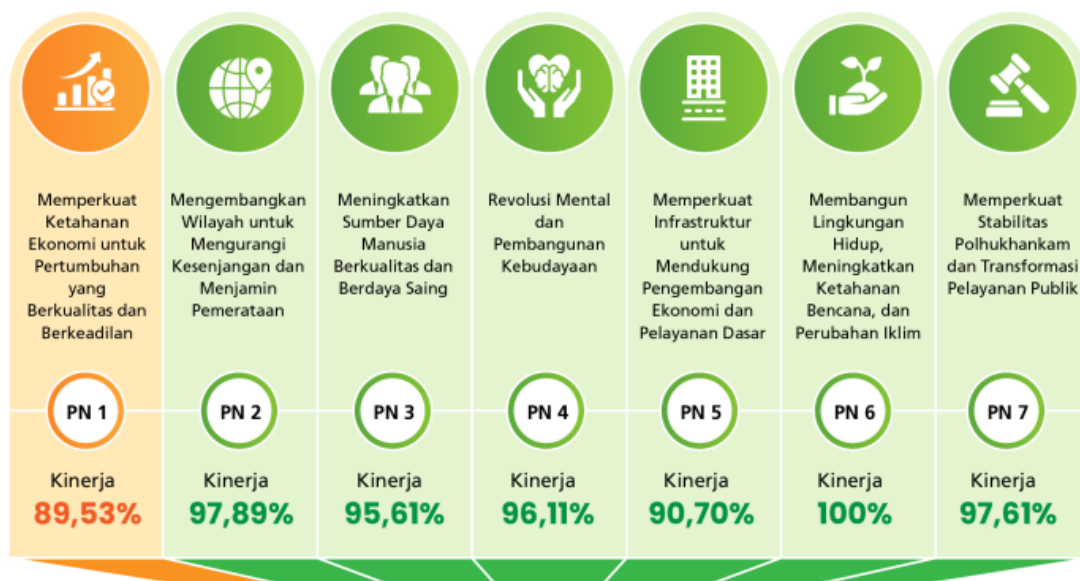 Memperkuat
Ketahanan
Ekonomi untuk
Pertumbuhan
yang
Berkualitas dan
Berkeadilan
PN 1
Kinerja
89,53%
Mengembangkan
Wilayah untuk
Mengurangi
Kesenjangan dan
Menjamin
Pemerataan
PN 2
Kinerja
97,89%
Meningkatkan
Sumber Daya
Manusia
Berkualitas dan
Berdaya Saing
PN 3
Kinerja
95,61%
Revolusi Mental
dan
Pembangunan
Kebudayaan
PN 4
Kinerja
96,11%
Memperkuat
Infrastruktur
untuk
Mendukung
Pengembangan
Ekonomi dan
Pelayanan Dasar
PN 5
Kinerja
90,70%
Membangun
Lingkungan
Hidup,
Meningkatkan
Ketahanan
Bencana, dan
Perubahan Iklim
PN 6
Kinerja
100%
Memperkuat
Stabilitas
Polhukhankam
dan Transformasi
Pelayanan Publik
PN 7
Kinerja
97,61%